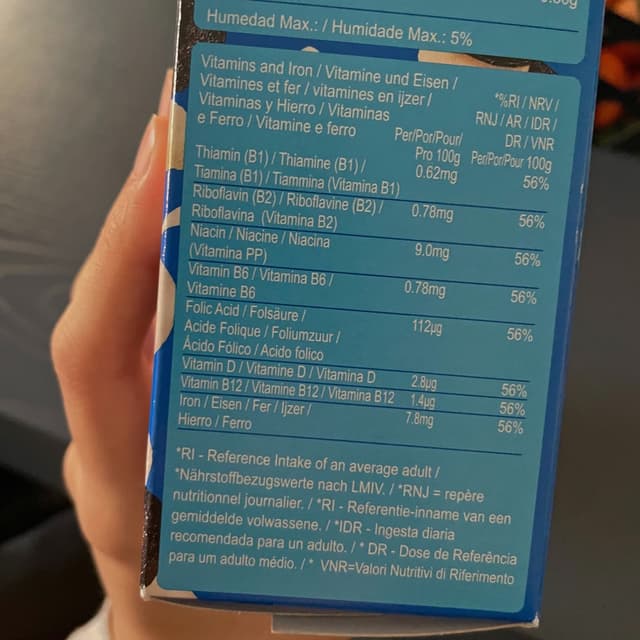 Humedad Max.: / Humidade Max.: 5%
Vitamins and Iron / Vitamine und Eisen /
Vitamines et fer / vitamines en ijzer /
Vitaminas y Hierro / Vitaminas
e Ferro / Vitamine e ferro
Per/Por/Pour/
Pro 100g
*%RI / NRV /
RNJ / AR / IDR /
DR / VNR
Per/Por/Pour 100g
Thiamin (B1) / Thiamine (B1) / 0.62mg 56%
Tiamina (B1) / Tiammina (Vitamina B1)
Riboflavin (B2) / Riboflavine (B2) / 0.78mg 56%
Riboflavina (Vitamina B2)
Niacin / Niacine / Niacina 9.0mg 56%
(Vitamina PP)
Vitamin B6 / Vitamina B6 / 0.78mg 56%
Vitamine B6
Folic Acid / Folsäure / 112µg 56%
Acide Folique / Foliumzuur /
Ácido Fólico / Acido folico
Vitamin D / Vitamine D / Vitamina D 2.8µg 56%
Vitamin B12 / Vitamine B12 / Vitamina B12 1.4µg 56%
Iron / Eisen / Fer / Ijzer / 7.8mg 56%
Hierro / Ferro
*RI - Reference Intake of an average adult /
*Nährstoffbezugswerte nach LMIV. / *RNJ = repère
nutritionnel journalier. / *RI - Referentie-inname van een
gemiddelde volwassene. / *IDR - Ingesta diaria
recomendada para un adulto. / * DR - Dose de Referência
para um adulto médio. / * VNR=Valori Nutritivi di Riferimento